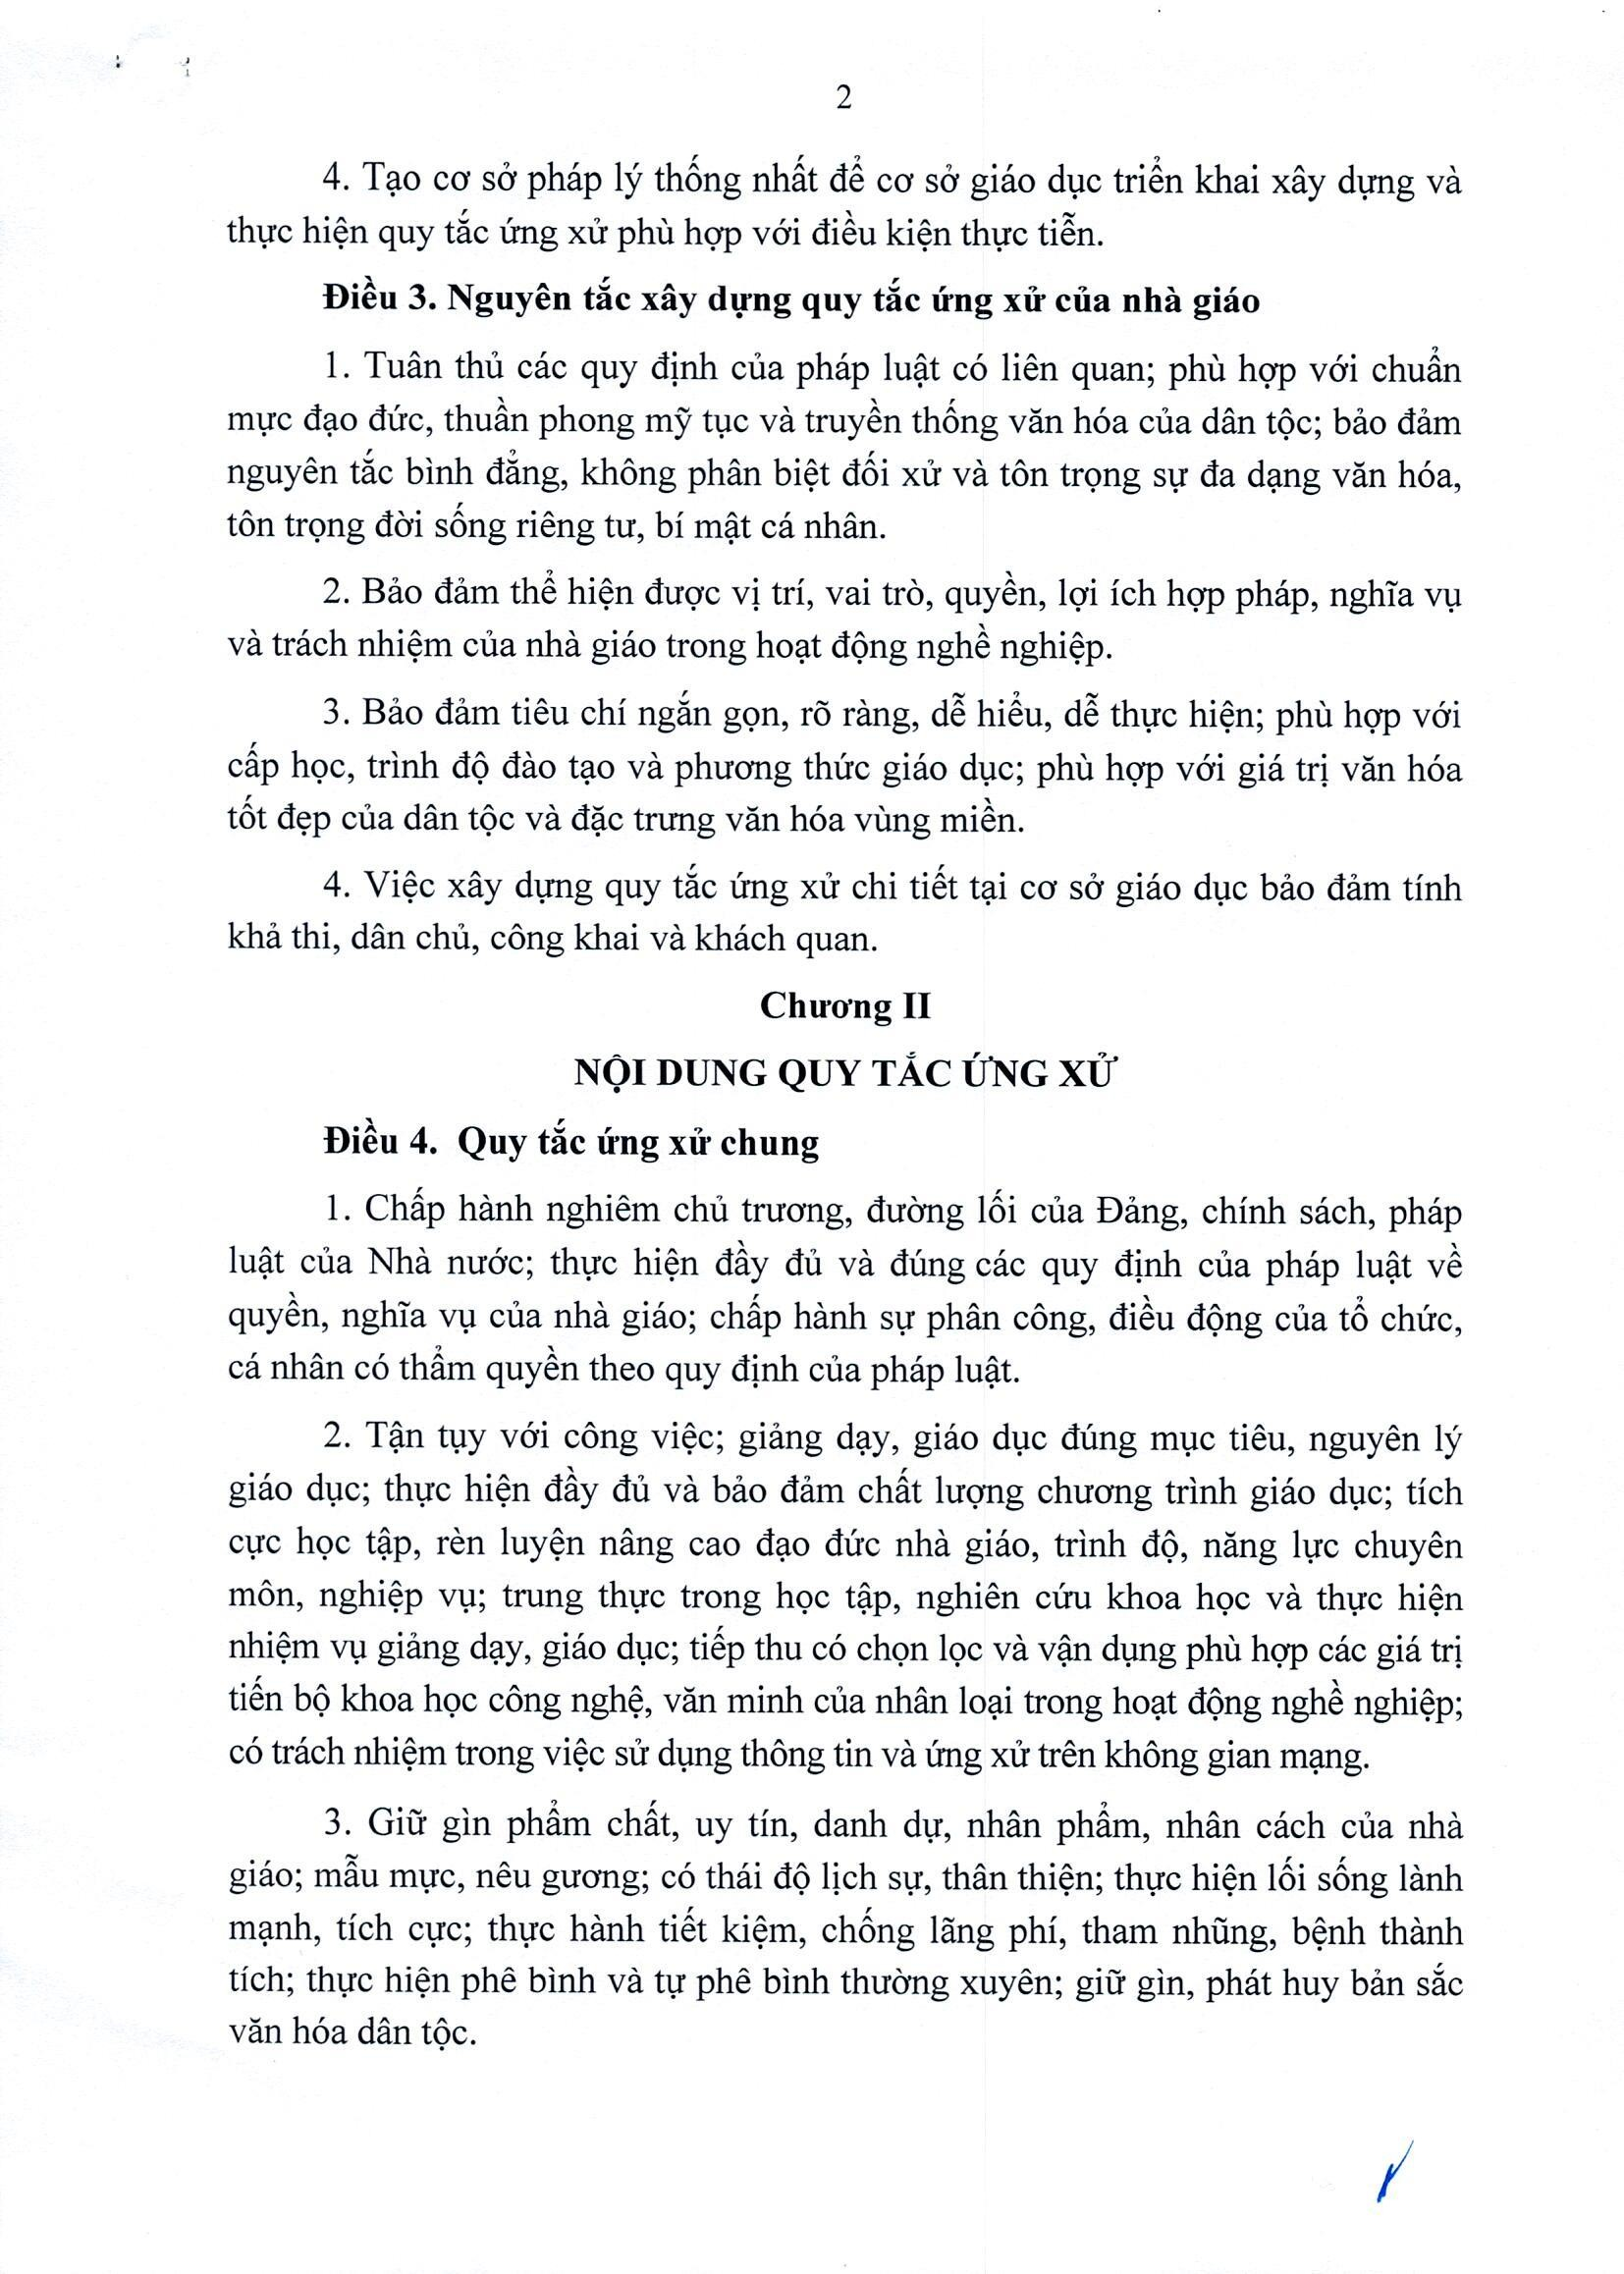 2
4. Tạo cơ sở pháp lý thống nhất để cơ sở giáo dục triển khai xây dựng và
thực hiện quy tắc ứng xử phù hợp với điều kiện thực tiễn.
Điều 3. Nguyên tắc xây dựng quy tắc ứng xử của nhà giáo
1. Tuân thủ các quy định của pháp luật có liên quan; phù hợp với chuẩn
mực đạo đức, thuần phong mỹ tục và truyền thống văn hóa của dân tộc; bảo đảm
nguyên tắc bình đẳng, không phân biệt đối xử và tôn trọng sự đa dạng văn hóa,
tôn trọng đời sống riêng tư, bí mật cá nhân.
2. Bảo đảm thể hiện được vị trí, vai trò, quyền, lợi ích hợp pháp, nghĩa vụ
và trách nhiệm của nhà giáo trong hoạt động nghề nghiệp.
3. Bảo đảm tiêu chí ngắn gọn, rõ ràng, dễ hiểu, dễ thực hiện; phù hợp với
cấp học, trình độ đào tạo và phương thức giáo dục; phù hợp với giá trị văn hóa
tốt đẹp của dân tộc và đặc trưng văn hóa vùng miền.
4. Việc xây dựng quy tắc ứng xử chi tiết tại cơ sở giáo dục bảo đảm tính
khả thi, dân chủ, công khai và khách quan.
Chương II
NỘI DUNG QUY TẮC ỨNG XỬ
Điều 4. Quy tắc ứng xử chung
1. Chấp hành nghiêm chủ trương, đường lối của Đảng, chính sách, pháp
luật của Nhà nước; thực hiện đầy đủ và đúng các quy định của pháp luật về
quyền, nghĩa vụ của nhà giáo; chấp hành sự phân công, điều động của tổ chức,
cá nhân có thẩm quyền theo quy định của pháp luật.
2. Tận tụy với công việc; giảng dạy, giáo dục đúng mục tiêu, nguyên lý
giáo dục; thực hiện đầy đủ và bảo đảm chất lượng chương trình giáo dục; tích
cực học tập, rèn luyện nâng cao đạo đức nhà giáo, trình độ, năng lực chuyên
môn, nghiệp vụ; trung thực trong học tập, nghiên cứu khoa học và thực hiện
nhiệm vụ giảng dạy, giáo dục; tiếp thu có chọn lọc và vận dụng phù hợp các giá trị
tiến bộ khoa học công nghệ, văn minh của nhân loại trong hoạt động nghề nghiệp;
có trách nhiệm trong việc sử dụng thông tin và ứng xử trên không gian mạng.
3. Giữ gìn phẩm chất, uy tín, danh dự, nhân phẩm, nhân cách của nhà
giáo; mẫu mực, nêu gương; có thái độ lịch sự, thân thiện; thực hiện lối sống lành
mạnh, tích cực; thực hành tiết kiệm, chống lãng phí, tham nhũng, bệnh thành
tích; thực hiện phê bình và tự phê bình thường xuyên; giữ gìn, phát huy bản sắc
văn hóa dân tộc.